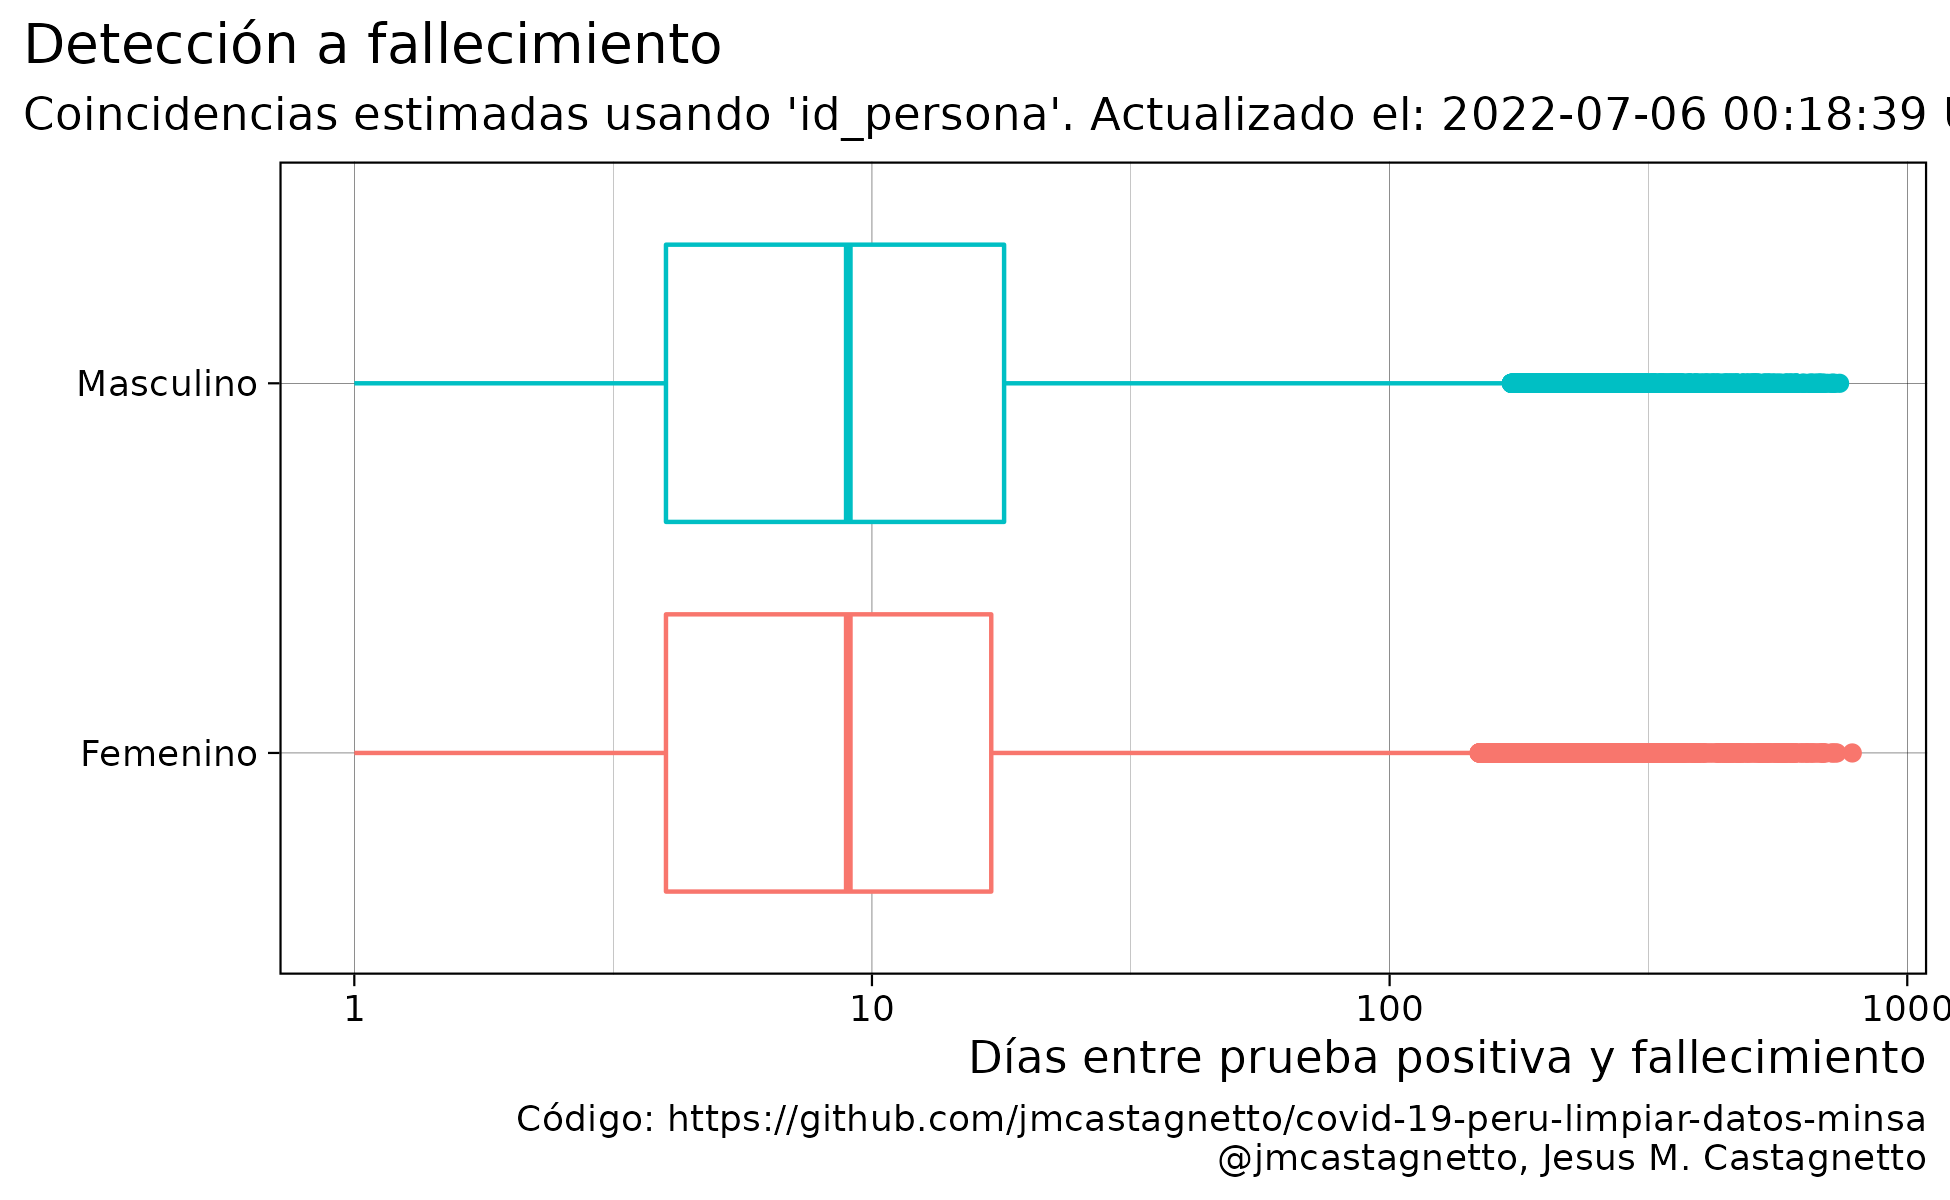 Detección a fallecimiento
Coincidencias estimadas usando 'id_persona'. Actualizado el: 2022-07-06 00:18:39
Masculino
Femenino
1 10 100 1000
Días entre prueba positiva y fallecimiento
Código: https://github.com/jmcastagnetto/covid-19-peru-limpiar-datos-minsa
@jmcastagnetto, Jesus M. Castagnetto